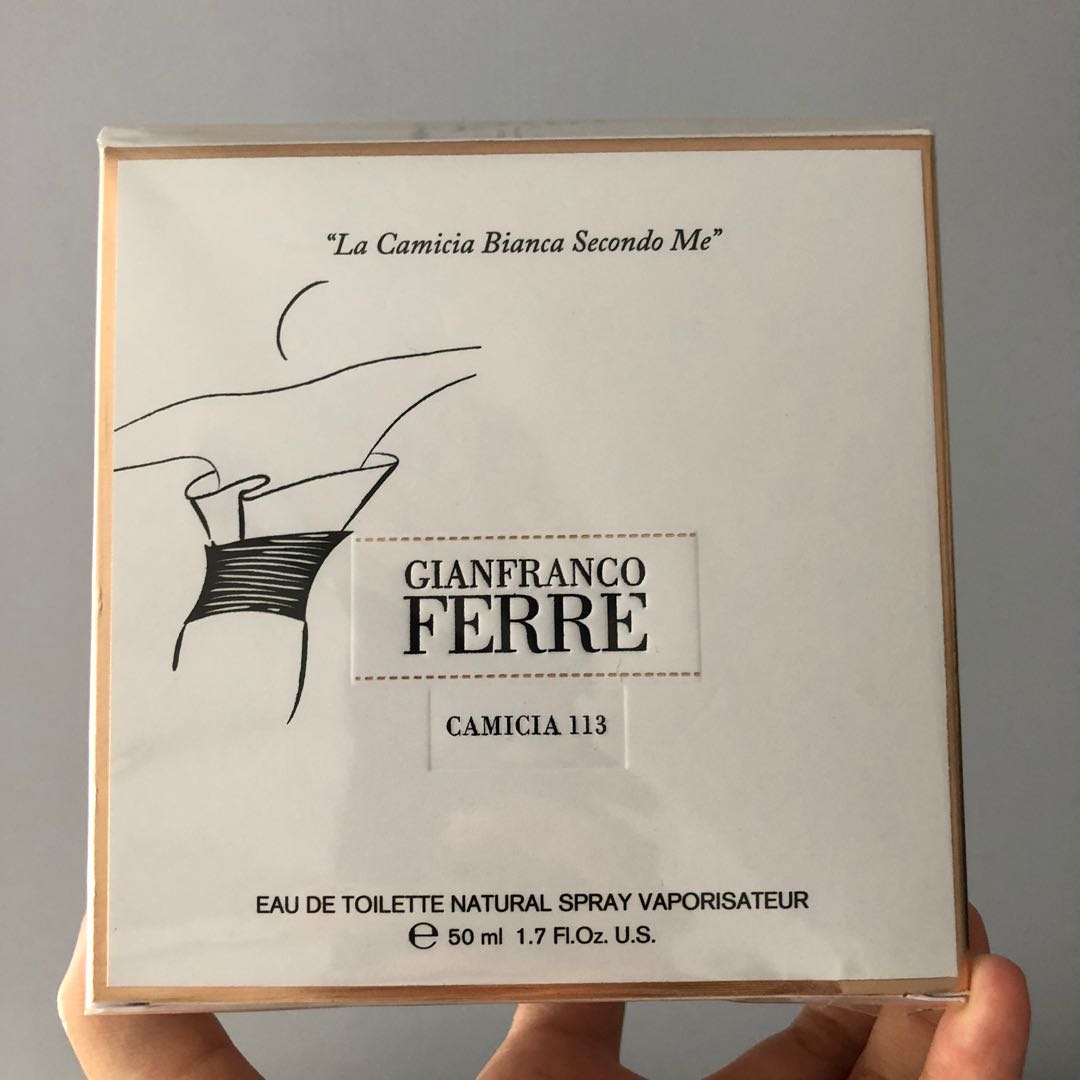 “La Camicia Bianca Secondo Me”
GIANFRANCO
FERRE
CAMICIA 113
EAU DE TOILETTE NATURAL SPRAY VAPORISATEUR
℮ 50 ml 1.7 Fl.Oz. U.S.